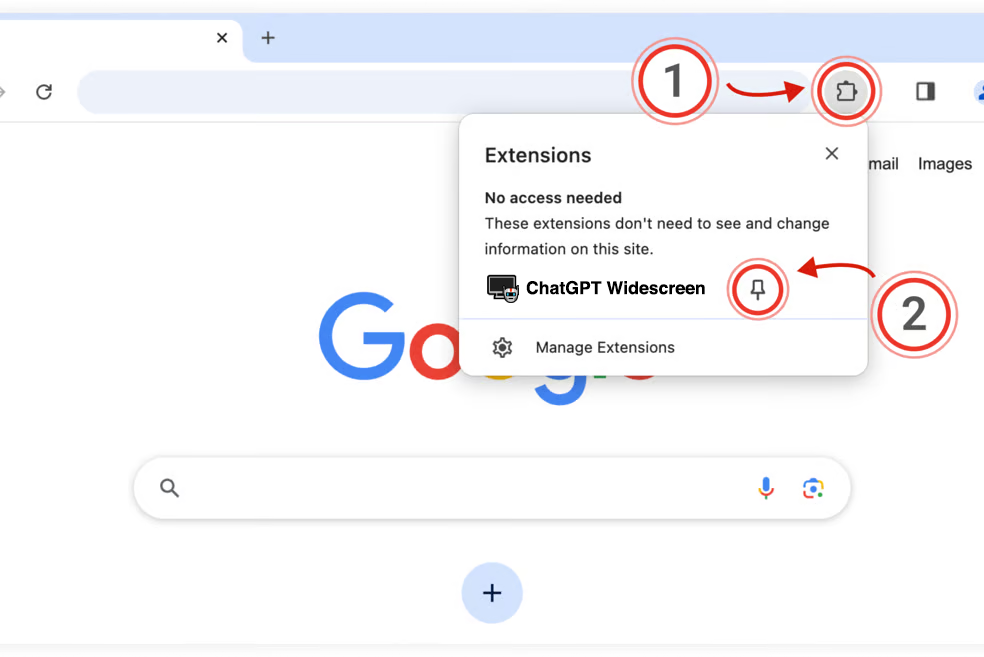 1
Extensions
mail Images
No access needed
These extensions don't need to see and change
information on this site.
ChatGPT Widescreen
2
Manage Extensions
Go